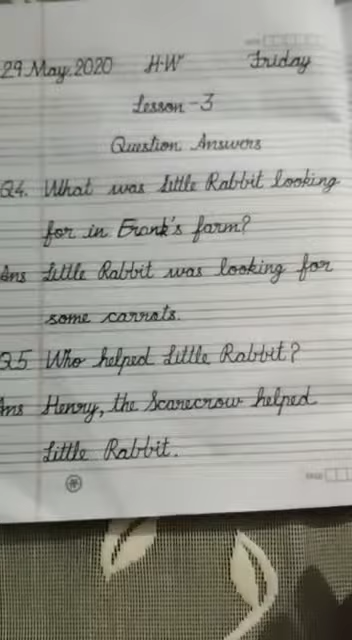 29 May 2020 H.W Friday
Lesson - 3
Question Answers
Q4. What was little Rabbit looking
for in Frank's farm?
Ans Little Rabbit was looking for
some carrots.
Q5 Who helped Little Rabbit?
Ans Henry, the Scarecrow helped
Little Rabbit.